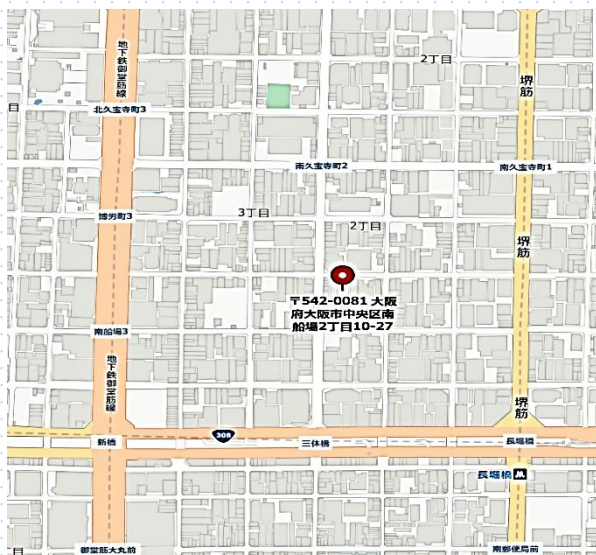 地下鉄御堂筋線
2丁目
堺筋
目
北久宝寺町3
南久宝寺町2
南久宝寺町1
3丁目
博労町3
2丁目
堺筋
〒542-0081 大阪
府大阪市中央区南
船場2丁目10-27
南船場3
地下鉄御堂筋線
堺筋
新橋
308
三休橋
長堀橋
長堀橋
御堂筋大丸前
南郵便局前
目